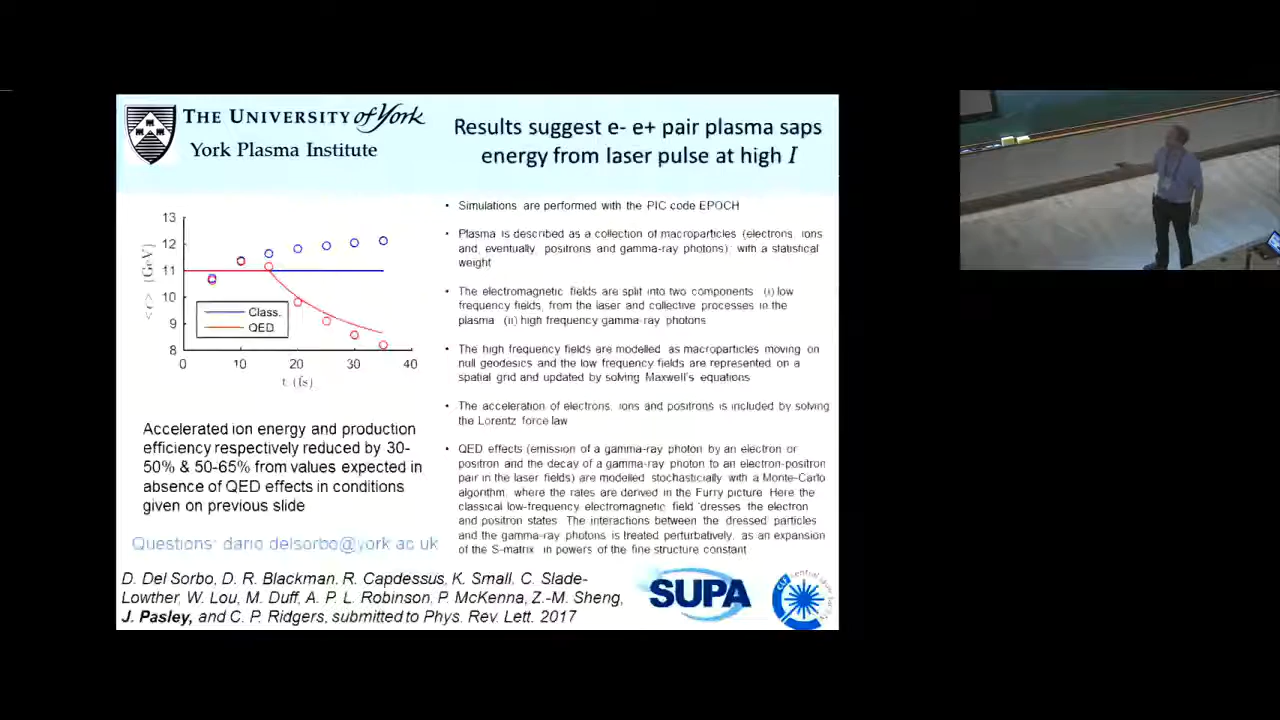 THE UNIVERSITY of York
York Plasma Institute
Results suggest e- e+ pair plasma saps
energy from laser pulse at high I
13
12
11
10
9
8
<ε> [GeV]
Class.
QED
0
10
20
30
40
t (fs)
Accelerated ion energy and production
efficiency respectively reduced by 30-
50% & 50-65% from values expected in
absence of QED effects in conditions
given on previous slide
Questions: dario.delsorbo@york.ac.uk
• Simulations are performed with the PIC code EPOCH
• Plasma is described as a collection of macroparticles (electrons, ions
and, eventually, positrons and gamma-ray photons); with a statistical
weight
• The electromagnetic fields are split into two components (i) low
frequency fields, from the laser and collective processes in the
plasma (ii) high frequency gamma-ray photons
• The high frequency fields are modelled as macroparticles moving on
null geodesics and the low frequency fields are represented on a
spatial grid and updated by solving Maxwell's equations
• The acceleration of electrons, ions and positrons is included by solving
the Lorentz force law
• QED effects (emission of a gamma-ray photon by an electron or
positron and the decay of a gamma-ray photon to an electron-positron
pair in the laser fields) are modelled stochastically with a Monte-Carlo
algorithm, where the rates are derived in the Furry picture Here the
classical low-frequency electromagnetic field 'dresses' the electron
and positron states The interactions between the dressed particles
and the gamma-ray photons is treated perturbatively, as an expansion
of the S-matrix in powers of the fine structure constant
D. Del Sorbo, D. R. Blackman, R. Capdessus, K. Small, C. Slade-
Lowther, W. Lou, M. Duff, A. P. L. Robinson, P. McKenna, Z.-M. Sheng,
J. Pasley, and C. P. Ridgers, submitted to Phys. Rev. Lett. 2017
SUPA